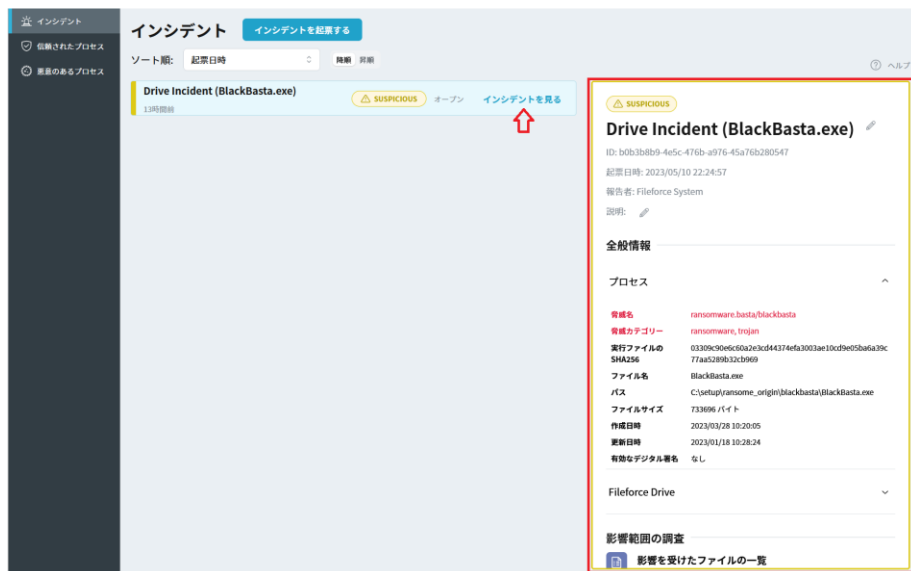 インシデント
信頼されたプロセス
悪意のあるプロセス
インシデント インシデントを起票する
ソート順: 起票日時 降順 昇順
ヘルプ
Drive Incident (BlackBasta.exe)
13時間前
SUSPICIOUS オープン インシデントを見る
SUSPICIOUS
Drive Incident (BlackBasta.exe)
ID: b0b3b8b9-4e5c-476b-a976-45a76b280547
起票日時: 2023/05/10 22:24:57
報告者: Fileforce System
説明:
全般情報
プロセス
脅威名 ransomware.basta/blackbasta
脅威カテゴリー ransomware, trojan
実行ファイルの 03309c90e6c60a2e3cd44374efa3003ae10cd9e05ba6a39c
SHA256 77aa5289b32cb969
ファイル名 BlackBasta.exe
パス C:\setup\ransome_origin\blackbasta\BlackBasta.exe
ファイルサイズ 733696 バイト
作成日時 2023/03/28 10:20:05
更新日時 2023/01/18 10:28:24
有効なデジタル署名 なし
Fileforce Drive
影響範囲の調査
影響を受けたファイルの一覧